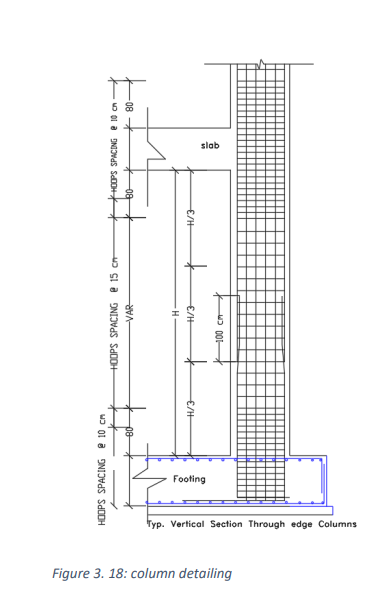 HOOPS SPACING @ 10 cm
80
slab
80
H/3
HOOPS SPACING @ 15 cm
VAR
H
H/3
100 cm
H/3
HOOPS SPACING @ 10 cm
80
Footing
Typ. Vertical Section Through edge Columns
Figure 3. 18: column detailing